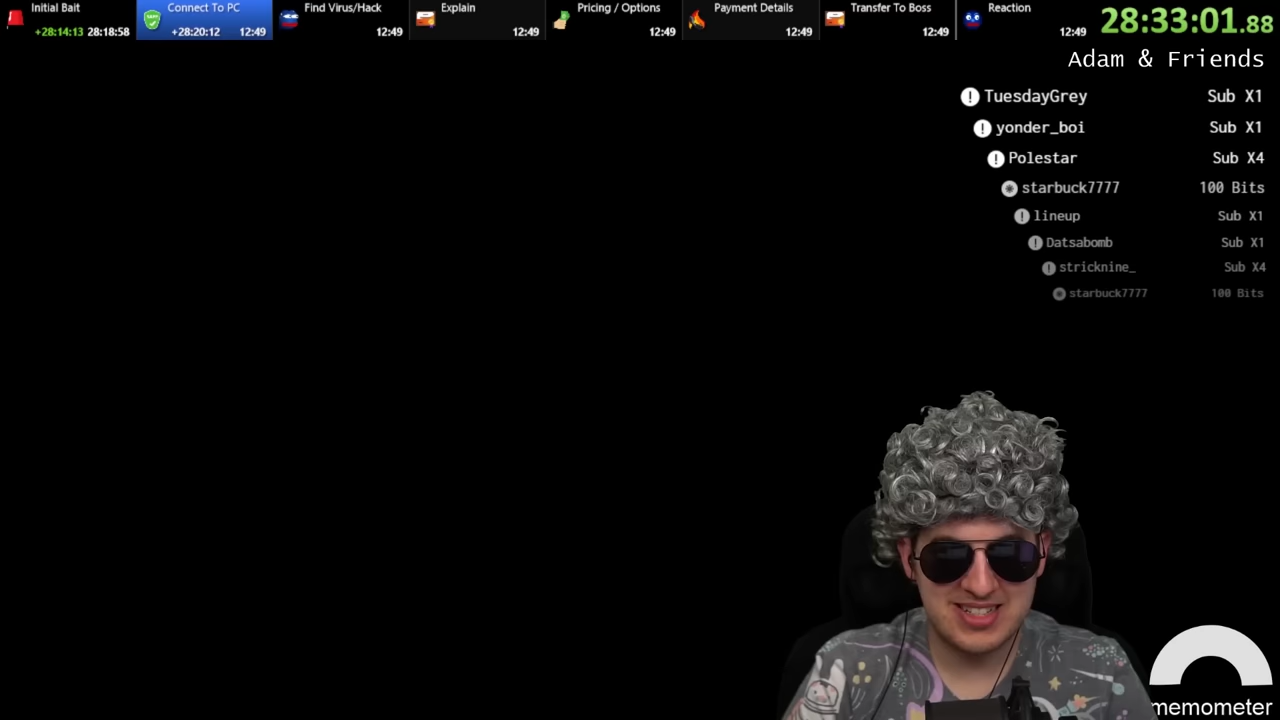 Initial Bait
+28:14:13 28:18:58
Connect To PC
+28:20:12 12:49
Find Virus/Hack
12:49
Explain
12:49
Pricing / Options
12:49
Payment Details
12:49
Transfer To Boss
12:49
Reaction
12:49
28:33:01.88
Adam & Friends
TuesdayGrey Sub X1
yonder_boi Sub X1
Polestar Sub X4
starbuck7777 100 Bits
lineup Sub X1
Datsabomb Sub X1
stricknine_ Sub X4
starbuck7777 100 Bits
memometer